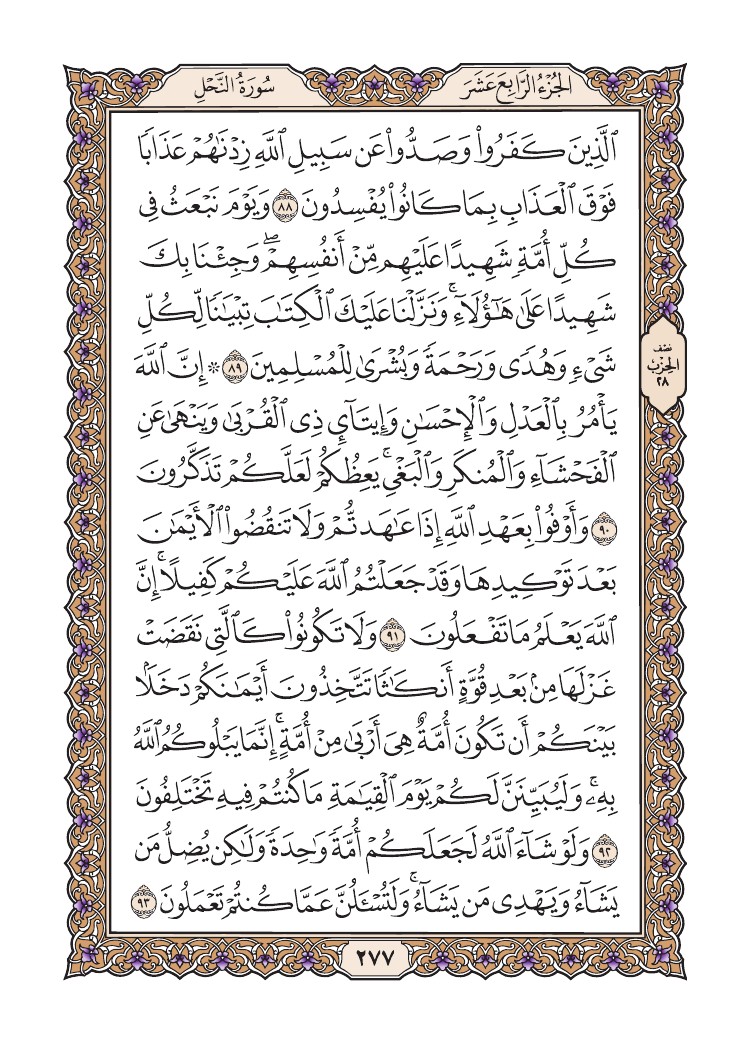 الجُزْءُ الرَّابِعَ عَشَرَ
سُورَةُ النَّحْلِ
ٱلَّذِينَ كَفَرُوا۟ وَصَدُّوا۟ عَن سَبِيلِ ٱللَّهِ زِدْنَٰهُمْ عَذَابًا
فَوْقَ ٱلْعَذَابِ بِمَا كَانُوا۟ يُفْسِدُونَ ٨٨ وَيَوْمَ نَبْعَثُ فِى
كُلِّ أُمَّةٍ شَهِيدًا عَلَيْهِم مِّنْ أَنفُسِهِمْ ۖ وَجِئْنَا بِكَ
شَهِيدًا عَلَىٰ هَٰٓؤُلَآءِ ۚ وَنَزَّلْنَا عَلَيْكَ ٱلْكِتَٰبَ تِبْيَٰنًا لِّكُلِّ
شَىْءٍ وَهُدًى وَرَحْمَةً وَبُشْرَىٰ لِلْمُسْلِمِينَ ٨٩ * إِنَّ ٱللَّهَ
يَأْمُرُ بِٱلْعَدْلِ وَٱلْإِحْسَٰنِ وَإِيتَآئِ ذِى ٱلْقُرْبَىٰ وَيَنْهَىٰ عَنِ
ٱلْفَحْشَآءِ وَٱلْمُنكَرِ وَٱلْبَغْىِ ۚ يَعِظُكُمْ لَعَلَّكُمْ تَذَكَّرُونَ
٩٠ وَأَوْفُوا۟ بِعَهْدِ ٱللَّهِ إِذَا عَٰهَدتُّمْ وَلَا تَنقُضُوا۟ ٱلْأَيْمَٰنَ
بَعْدَ تَوْكِيدِهَا وَقَدْ جَعَلْتُمُ ٱللَّهَ عَلَيْكُمْ كَفِيلًا ۚ إِنَّ
ٱللَّهَ يَعْلَمُ مَا تَفْعَلُونَ ٩١ وَلَا تَكُونُوا۟ كَٱلَّتِى نَقَضَتْ
غَزْلَهَا مِنۢ بَعْدِ قُوَّةٍ أَنكَٰثًا تَتَّخِذُونَ أَيْمَٰنَكُمْ دَخَلًۢا
بَيْنَكُمْ أَن تَكُونَ أُمَّةٌ هِىَ أَرْبَىٰ مِنْ أُمَّةٍ ۚ إِنَّمَا يَبْلُوكُمُ ٱللَّهُ
بِهِۦ ۚ وَلَيُبَيِّنَنَّ لَكُمْ يَوْمَ ٱلْقِيَٰمَةِ مَا كُنتُمْ فِيهِ تَخْتَلِفُونَ
٩٢ وَلَوْ شَآءَ ٱللَّهُ لَجَعَلَكُمْ أُمَّةً وَٰحِدَةً وَلَٰكِن يُضِلُّ مَن
يَشَآءُ وَيَهْدِى مَن يَشَآءُ ۚ وَلَتُسْـَٔلُنَّ عَمَّا كُنتُمْ تَعْمَلُونَ ٩٣
نصف
الحِزْب
٢٨
٢٧٧